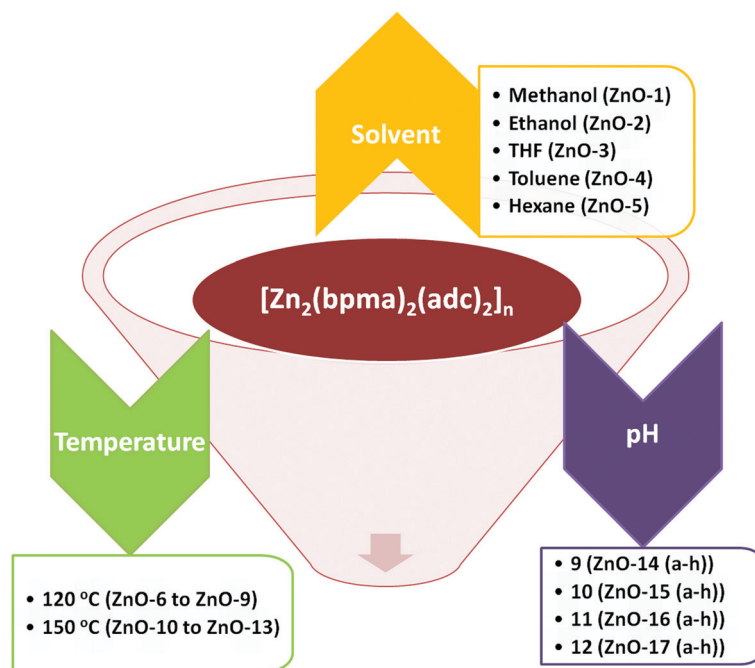 Solvent
• Methanol (ZnO-1)
• Ethanol (ZnO-2)
• THF (ZnO-3)
• Toluene (ZnO-4)
• Hexane (ZnO-5)
[Zn₂(bpma)₂(adc)₂]ₙ
Temperature
• 120 °C (ZnO-6 to ZnO-9)
• 150 °C (ZnO-10 to ZnO-13)
pH
• 9 (ZnO-14 (a-h))
• 10 (ZnO-15 (a-h))
• 11 (ZnO-16 (a-h))
• 12 (ZnO-17 (a-h))